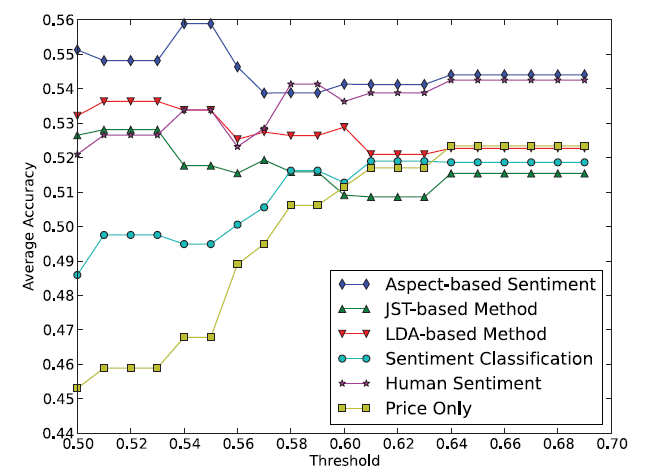 Average Accuracy
0.56
0.55
0.54
0.53
0.52
0.51
0.50
0.49
0.48
0.47
0.46
0.45
0.44
Aspect-based Sentiment
JST-based Method
LDA-based Method
Sentiment Classification
Human Sentiment
Price Only
0.50 0.52 0.54 0.56 0.58 0.60 0.62 0.64 0.66 0.68 0.70
Threshold